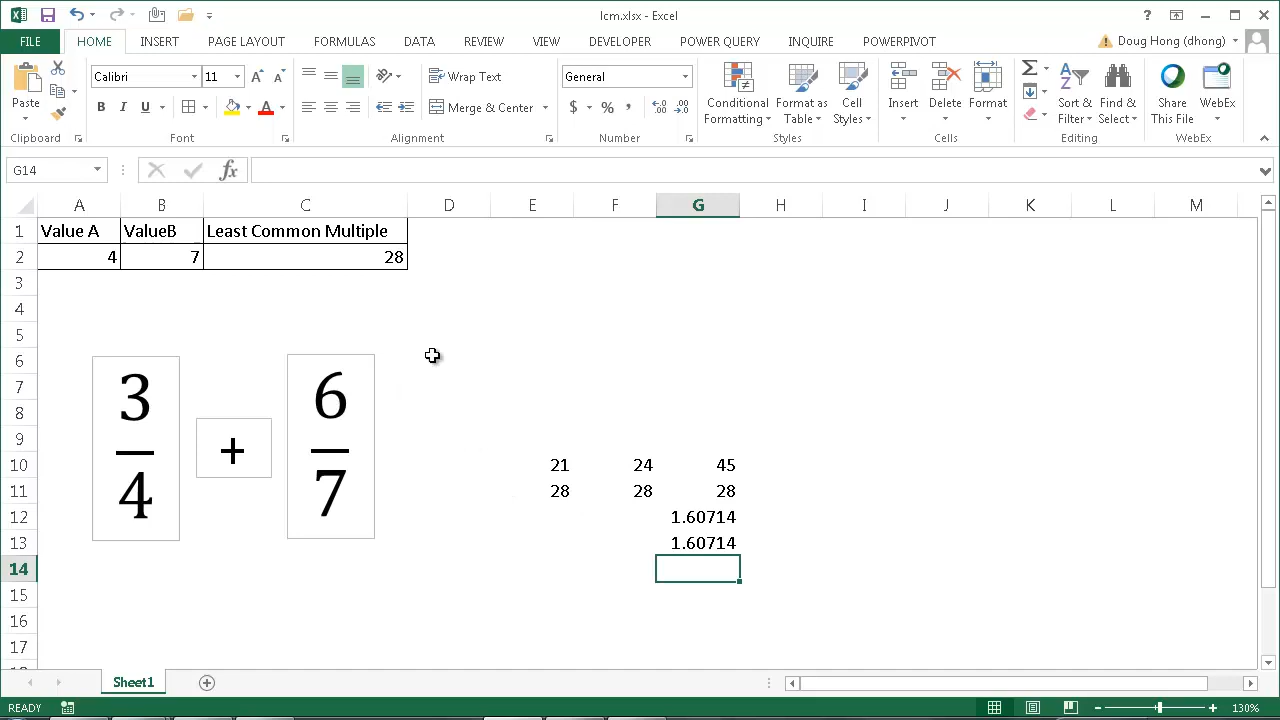 lcm.xlsx - Excel
?
FILE HOME INSERT PAGE LAYOUT FORMULAS DATA REVIEW VIEW DEVELOPER POWERPIVERY INQUIRE POWERPIVOT Doug Hong (dhong)
Paste
Calibri 11
A A
B I U A
Wrap Text
Merge & Center
General
$ % ,
Conditional Formatting
Format as Table
Cell Styles
Insert
Delete
Format
Sort & Filter
Find & Select
Share This File
WebEx
Clipboard Font Alignment Number Styles Cells Editing WebEx
G14 fx
A B C D E F G H I J K L M
1 Value A ValueB Least Common Multiple
2 4 7 28
3
4
5
6
7
8
9
10 21 24 45
11 28 28 28
12 1.60714
13 1.60714
14
15
16
17
3
4
+
6
7
Sheet1
READY 130%